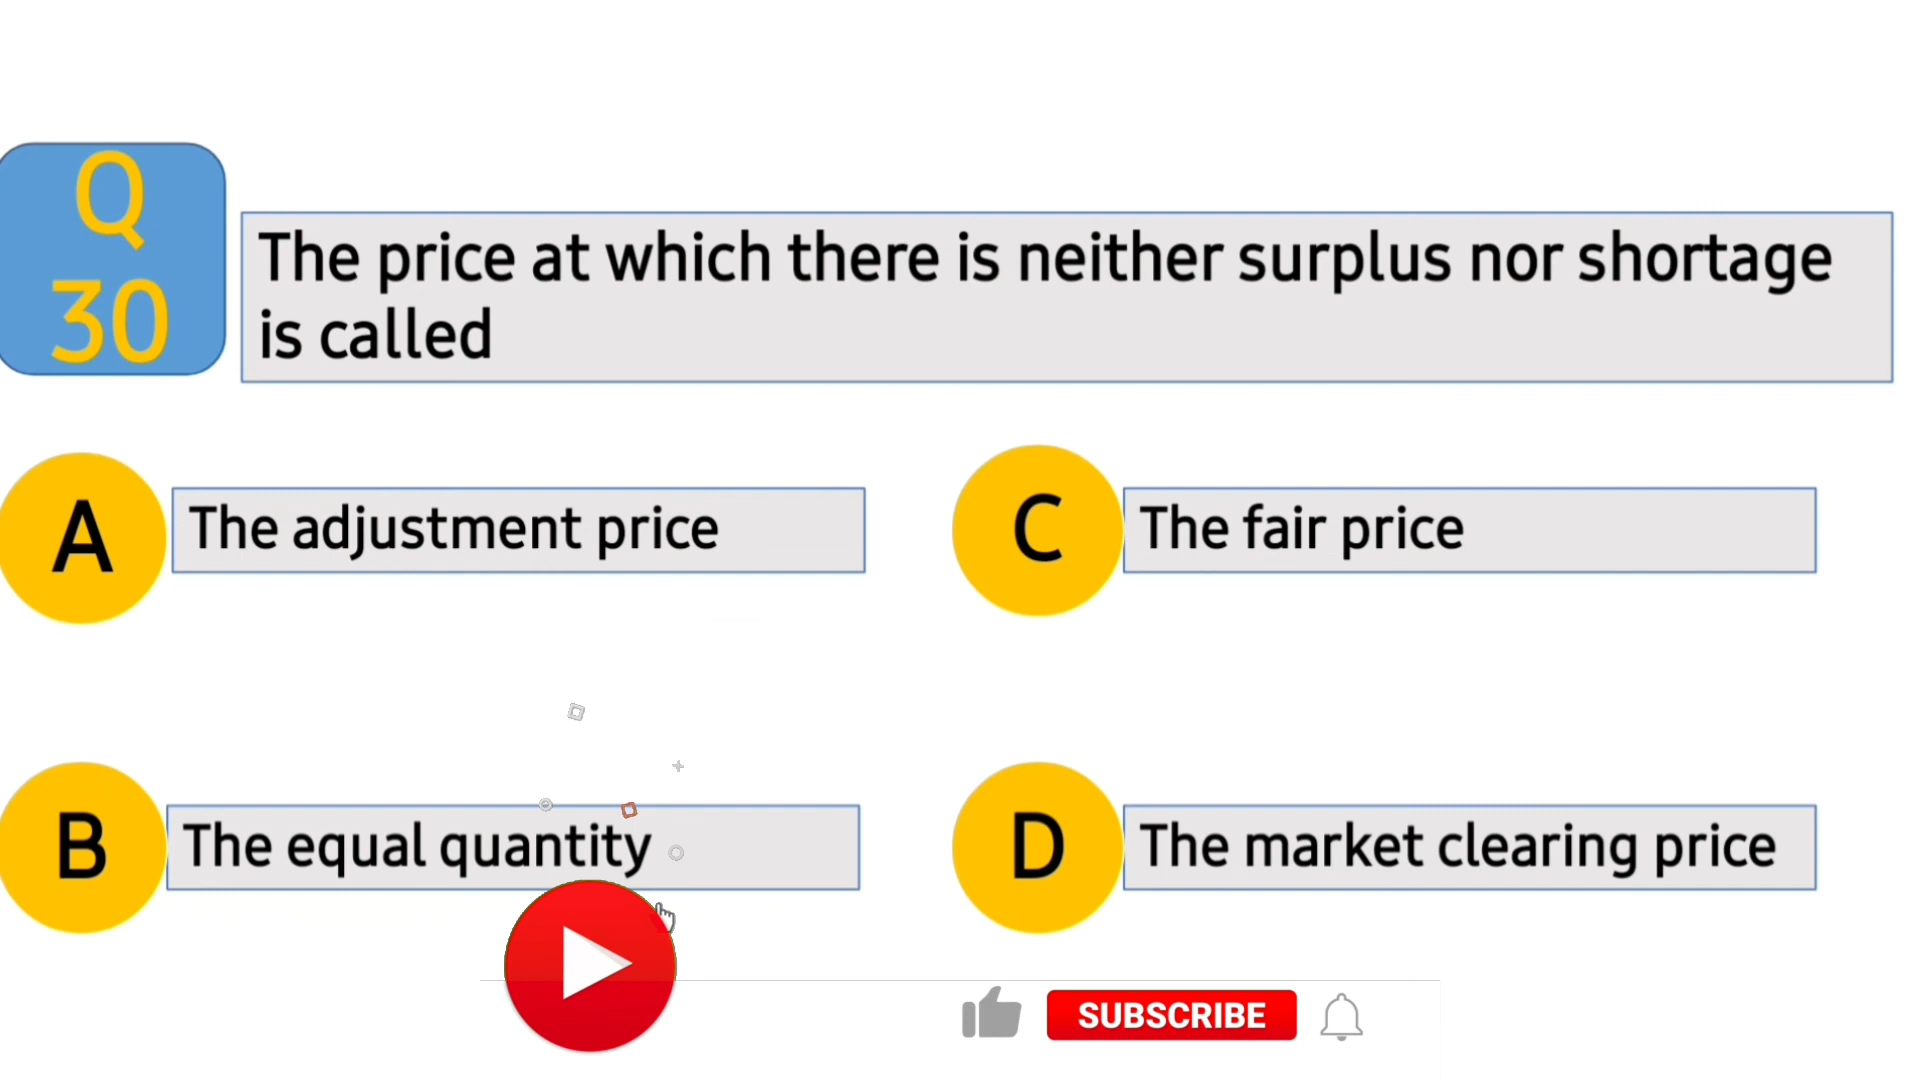 Q
30
The price at which there is neither surplus nor shortage
is called
A
The adjustment price
C
The fair price
B
The equal quantity
D
The market clearing price
SUBSCRIBE